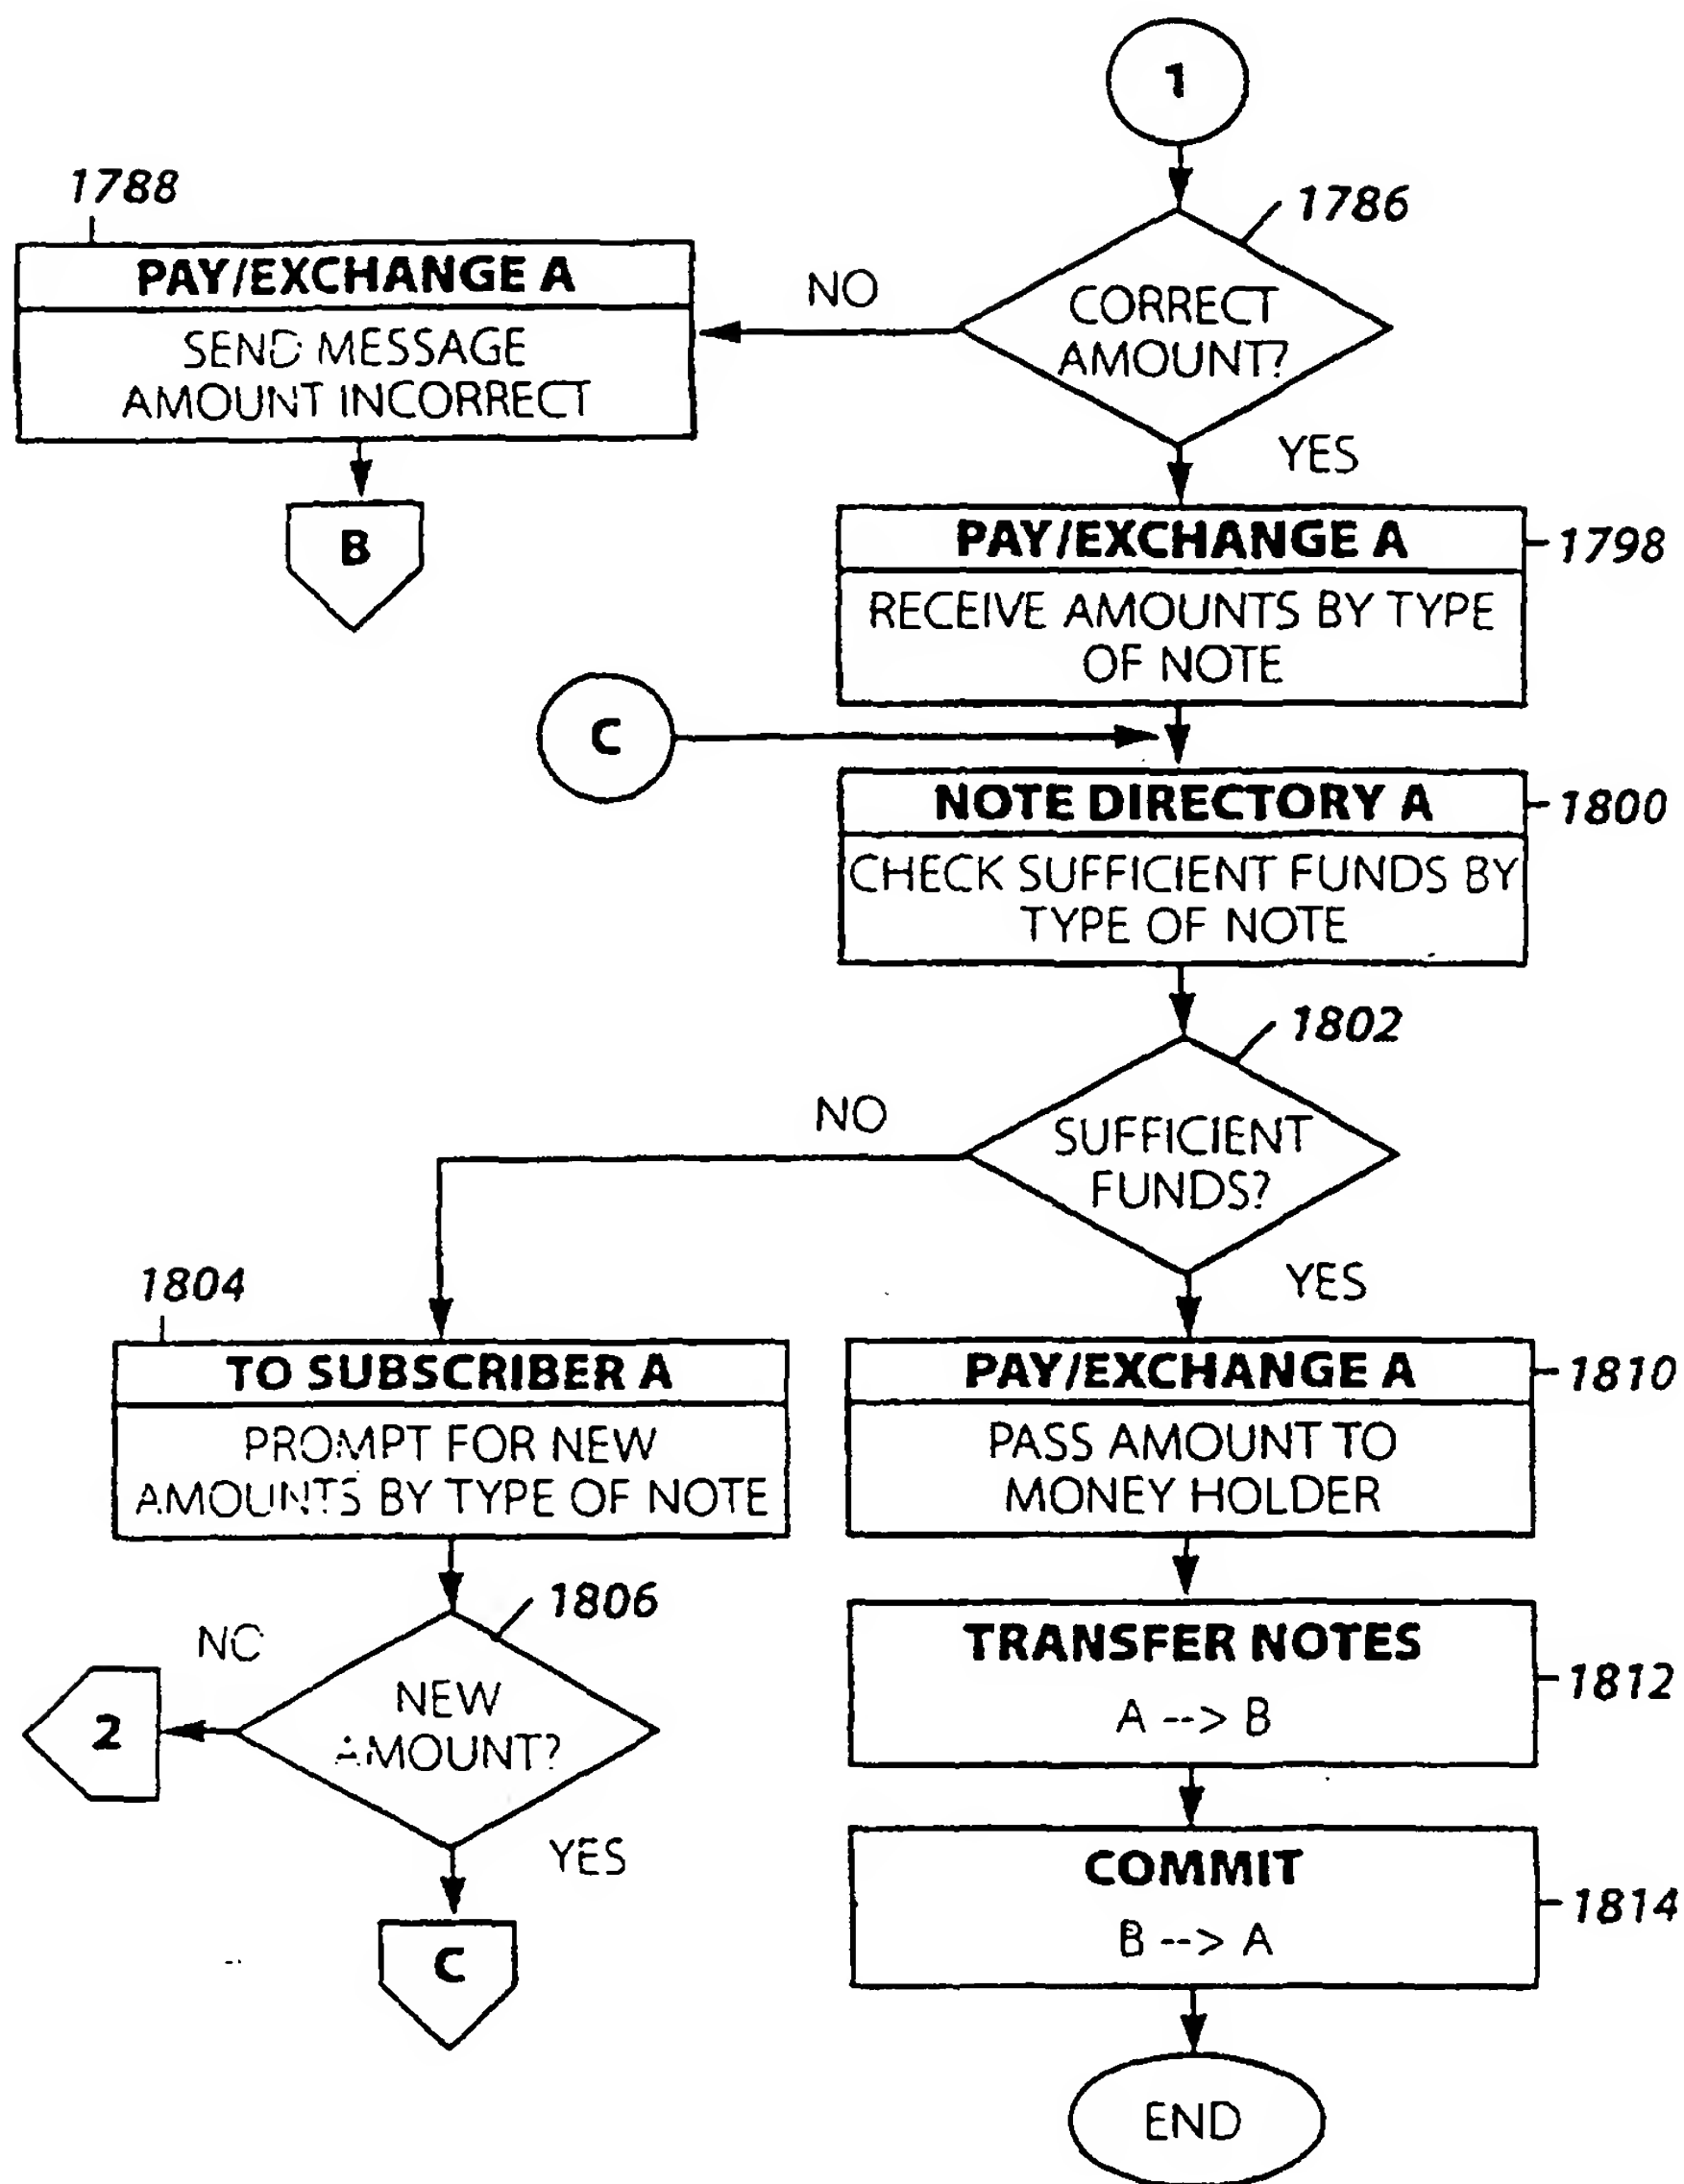 1
1786
CORRECT
AMOUNT?
NO
1788
PAY/EXCHANGE A
SEND MESSAGE
AMOUNT INCORRECT
B
YES
PAY/EXCHANGE A
1798
RECEIVE AMOUNTS BY TYPE
OF NOTE
C
NOTE DIRECTORY A
1800
CHECK SUFFICIENT FUNDS BY
TYPE OF NOTE
1802
SUFFICIENT
FUNDS?
NO
1804
TO SUBSCRIBER A
PROMPT FOR NEW
AMOUNTS BY TYPE OF NOTE
1806
NEW
AMOUNT?
NO
2
YES
C
YES
PAY/EXCHANGE A
1810
PASS AMOUNT TO
MONEY HOLDER
TRANSFER NOTES
1812
A --> B
COMMIT
1814
B --> A
END